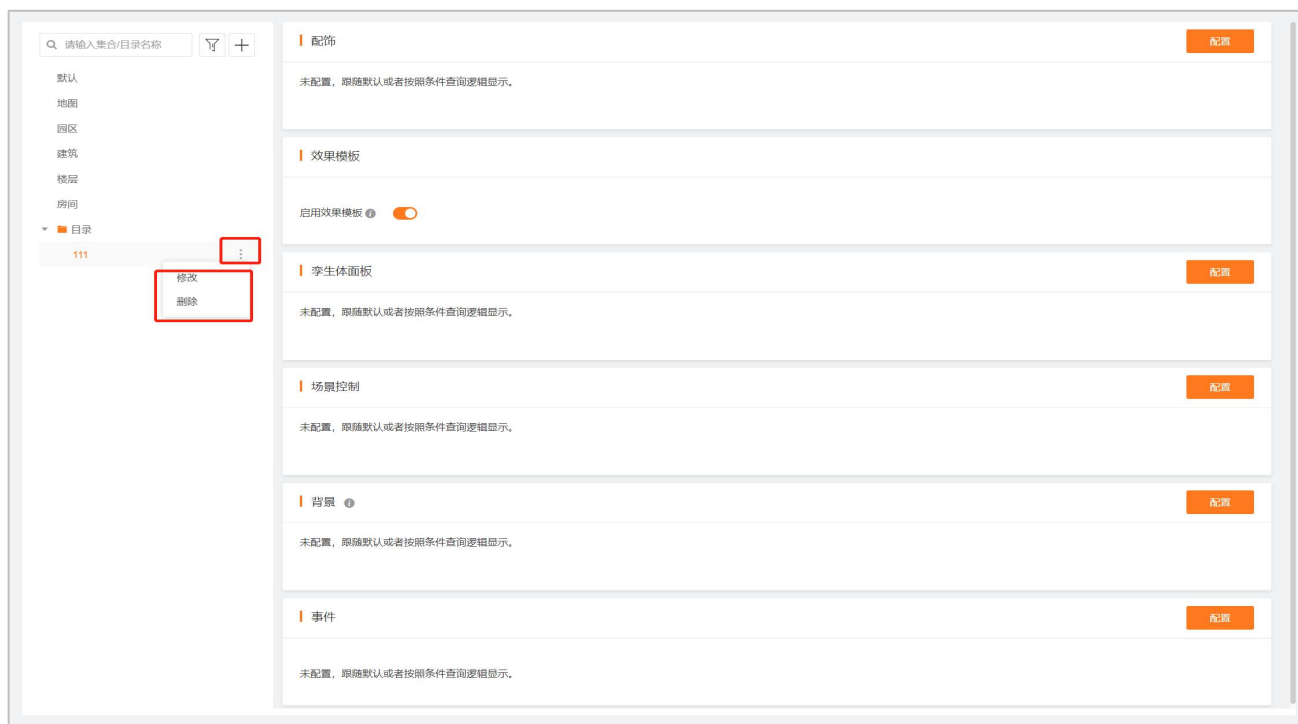 请输入集合/目录名称
默认
地图
园区
建筑
楼层
房间
目录
111
修改
删除
配饰
配置
未配置，跟随默认或者按照条件查询逻辑显示。
效果模板
启用效果模板
孪生体面板
配置
未配置，跟随默认或者按照条件查询逻辑显示。
场景控制
配置
未配置，跟随默认或者按照条件查询逻辑显示。
背景
配置
未配置，跟随默认或者按照条件查询逻辑显示。
事件
配置
未配置，跟随默认或者按照条件查询逻辑显示。